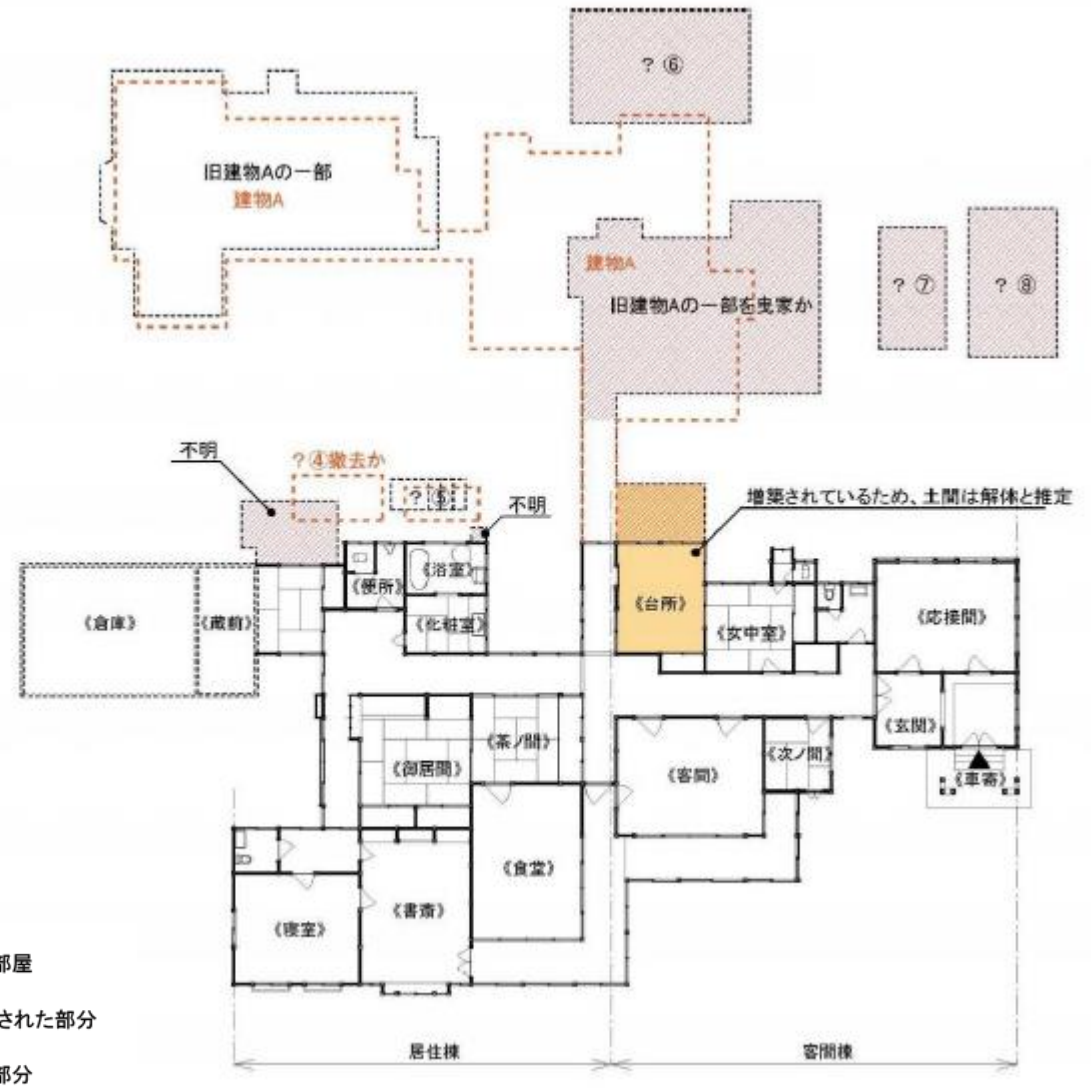 ? ⑥
旧建物Aの一部
建物A
建物A
旧建物Aの一部を曳家か
? ⑦
? ⑧
不明
? ④撤去か
? ⑤
不明
増築されているため、土間は解体と推定
《倉庫》
《蔵前》
《便所》
《浴室》
《化粧室》
《台所》
《女中室》
《応接間》
《玄関》
《車寄》
《御居間》
《茶ノ間》
《客間》
《次ノ間》
《食堂》
《書斎》
《寝室》
部屋
された部分
部分
居住棟
客間棟